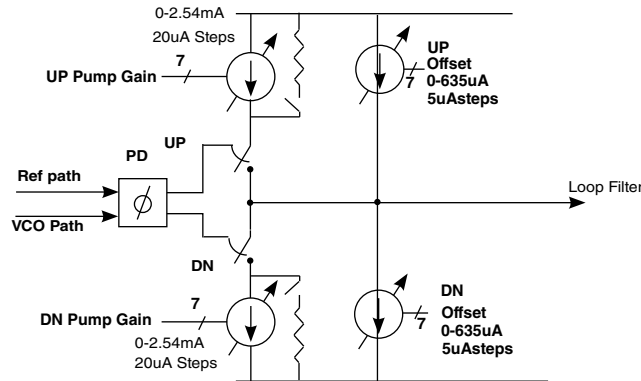 0-2.54mA
20uA Steps
7
UP Pump Gain
UP
Offset
7
0-635uA
5uAsteps
UP
PD
Ref path
VCO Path
Loop Filter
DN
7
DN Pump Gain
0-2.54mA
20uA Steps
DN
Offset
7
0-635uA
5uAsteps